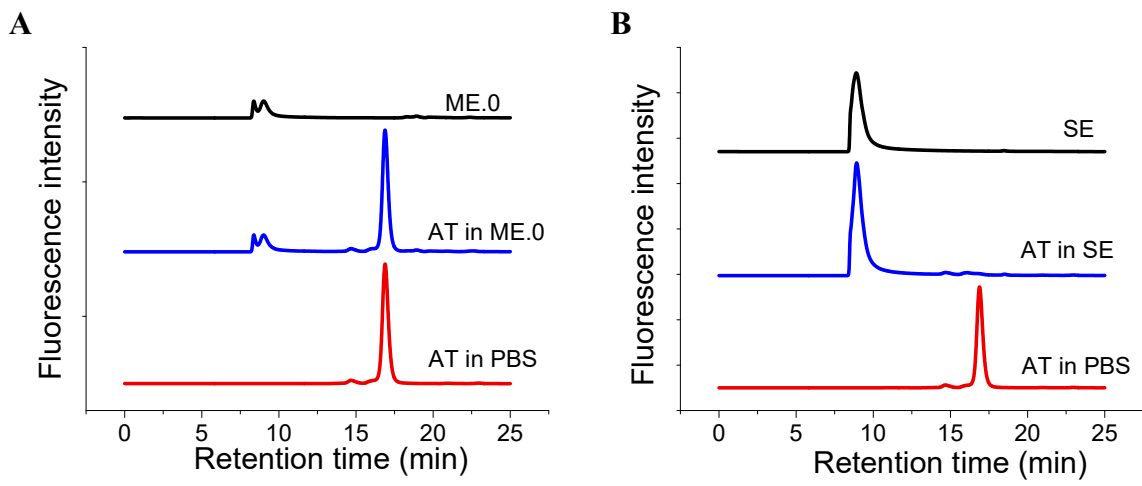 A
Fluorescence intensity
ME.0
AT in ME.0
AT in PBS
0 5 10 15 20 25
Retention time (min)
B
Fluorescence intensity
SE
AT in SE
AT in PBS
0 5 10 15 20 25
Retention time (min)